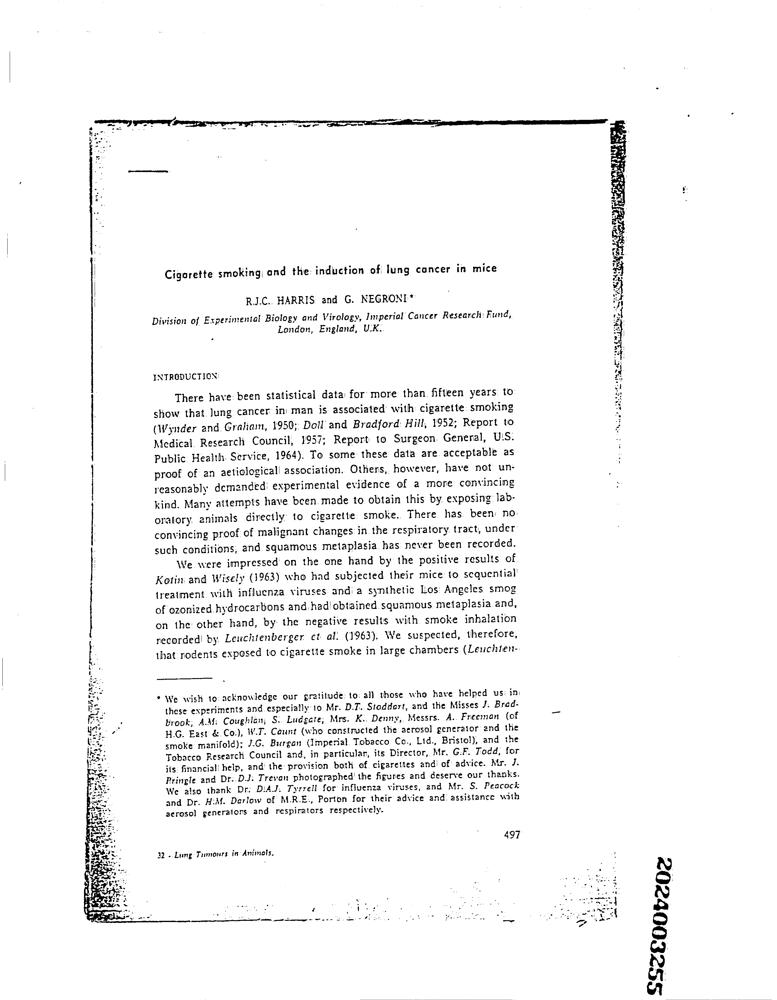 Cigarette smoking and the induction of lung cancer in mice
R.J.C. HARRIS and G. NEGRONI*
Division of Experimental Biology and Virology, Imperial Cancer Research Fund,
London, England, U.K.
INTRODUCTION
There have been statistical data for more than fifteen years to
show that lung cancer in man is associated with cigarette smoking
(Wynder and Graham, 1950; Doll and Bradford Hill, 1952; Report to
Medical Research Council, 1957; Report to Surgeon General, U.S.
Public Health Service, 1964). To some these data are acceptable as
proof of an aetiological association. Others, however, have not un-
reasonably demanded experimental evidence of a more convincing
kind. Many attempts have been made to obtain this by exposing lab-
oratory animals directly to cigarette smoke. There has been no
convincing proof of malignant changes in the respiratory tract, under
such conditions, and squamous metaplasia has never been recorded.
We were impressed on the one hand by the positive results of
Kotin and Wisely (1963) who had subjected their mice to sequential
treatment with influenza viruses and a synthetic Los Angeles smog
of ozonized hydrocarbons and had obtained squamous metaplasia and,
on the other hand, by the negative results with smoke inhalation
recorded by Leuchtenberger et al. (1963). We suspected, therefore,
that rodents exposed to cigarette smoke in large chambers (Leuchten-
* We wish to acknowledge our gratitude to all those who have helped us in
these experiments and especially to Mr. D.T. Stoddart, and the Misses J. Brad-
brook, A.M. Coughlan, S. Ludgate, Mrs. K. Denny, Messrs. A. Freeman (of
H.G. East & Co.), W.T. Caunt (who constructed the aerosol generator and the
smoke manifold); J.G. Burgan (Imperial Tobacco Co., Ltd., Bristol), and the
Tobacco Research Council and, in particular, its Director, Mr. G.F. Todd, for
its financial help, and the provision both of cigarettes and of advice. Mr. J.
Pringle and Dr. D.J. Trevan photographed the figures and deserve our thanks.
We also thank Dr. D.A.J. Tyrrell for influenza viruses, and Mr. S. Peacock
and Dr. H.M. Darlow of M.R.E., Porton for their advice and assistance with
aerosol generators and respirators respectively.
497
32 - Lung Tumours in Animals.
2024003255